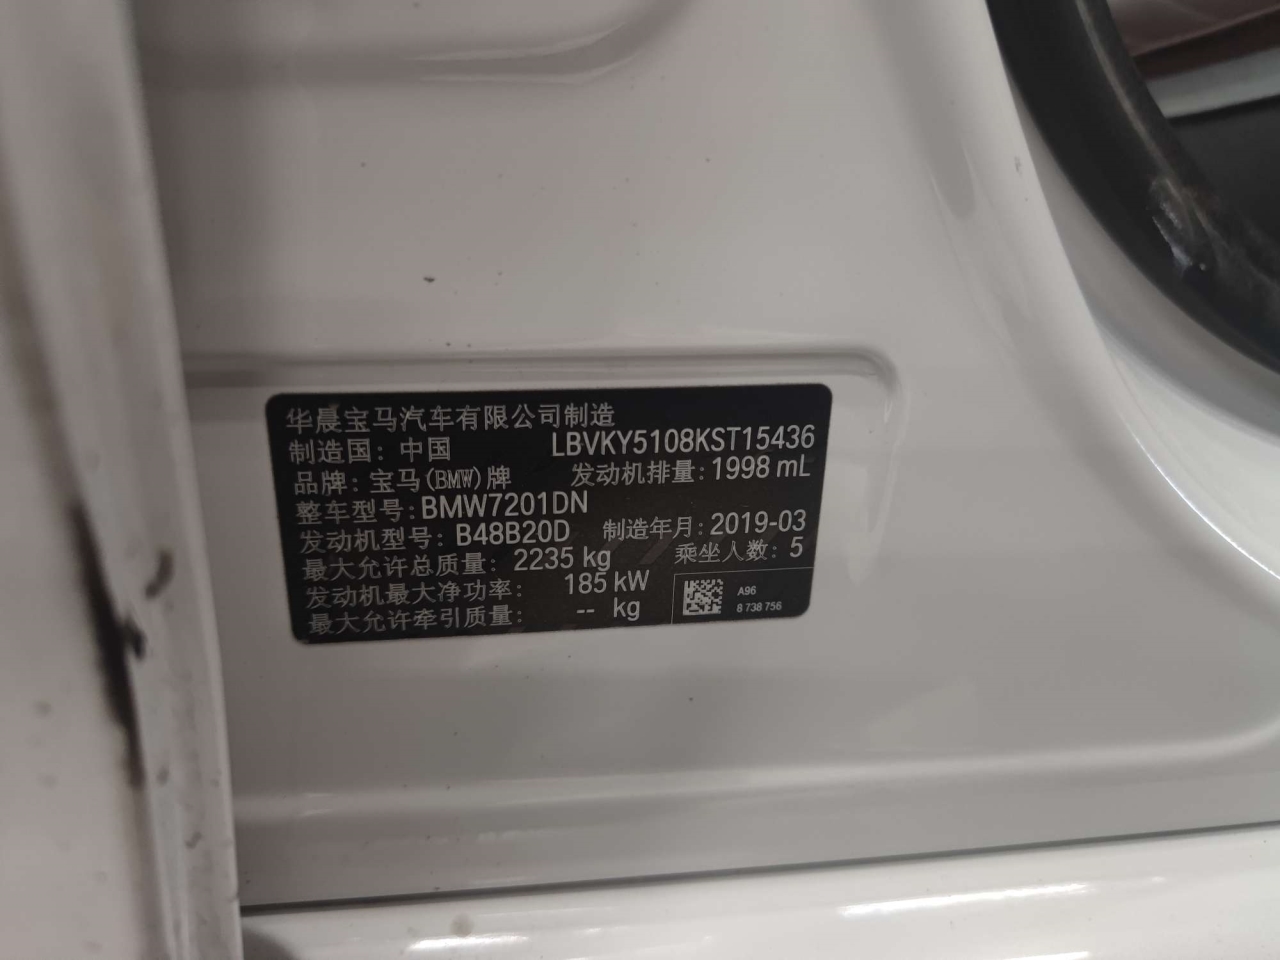 华晨宝马汽车有限公司制造
制造国: 中国 LBVKY5108KST15436
品牌: 宝马(BMW)牌 发动机排量: 1998 mL
整车型号: BMW7201DN
发动机型号: B48B20D 制造年月: 2019-03
最大允许总质量: 2235 kg 乘坐人数: 5
发动机最大净功率: 185 kW
最大允许牵引质量: -- kg
A96
8 738 756